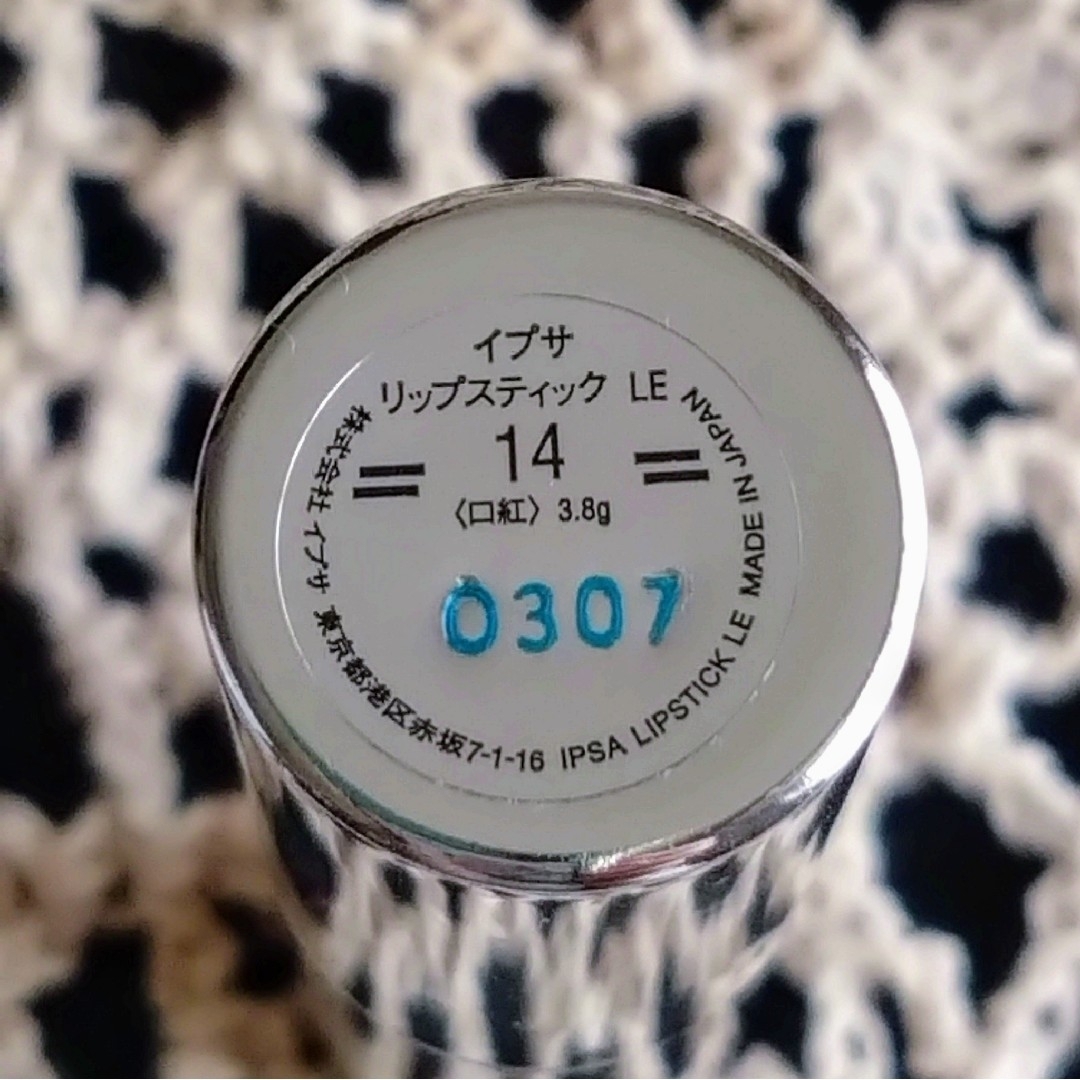 イプサ
リップスティック LE
14
〈口紅〉3.8g
0307
株式会社イプサ 東京都港区赤坂7-1-16 IPSA LIPSTICK LE MADE IN JAPAN